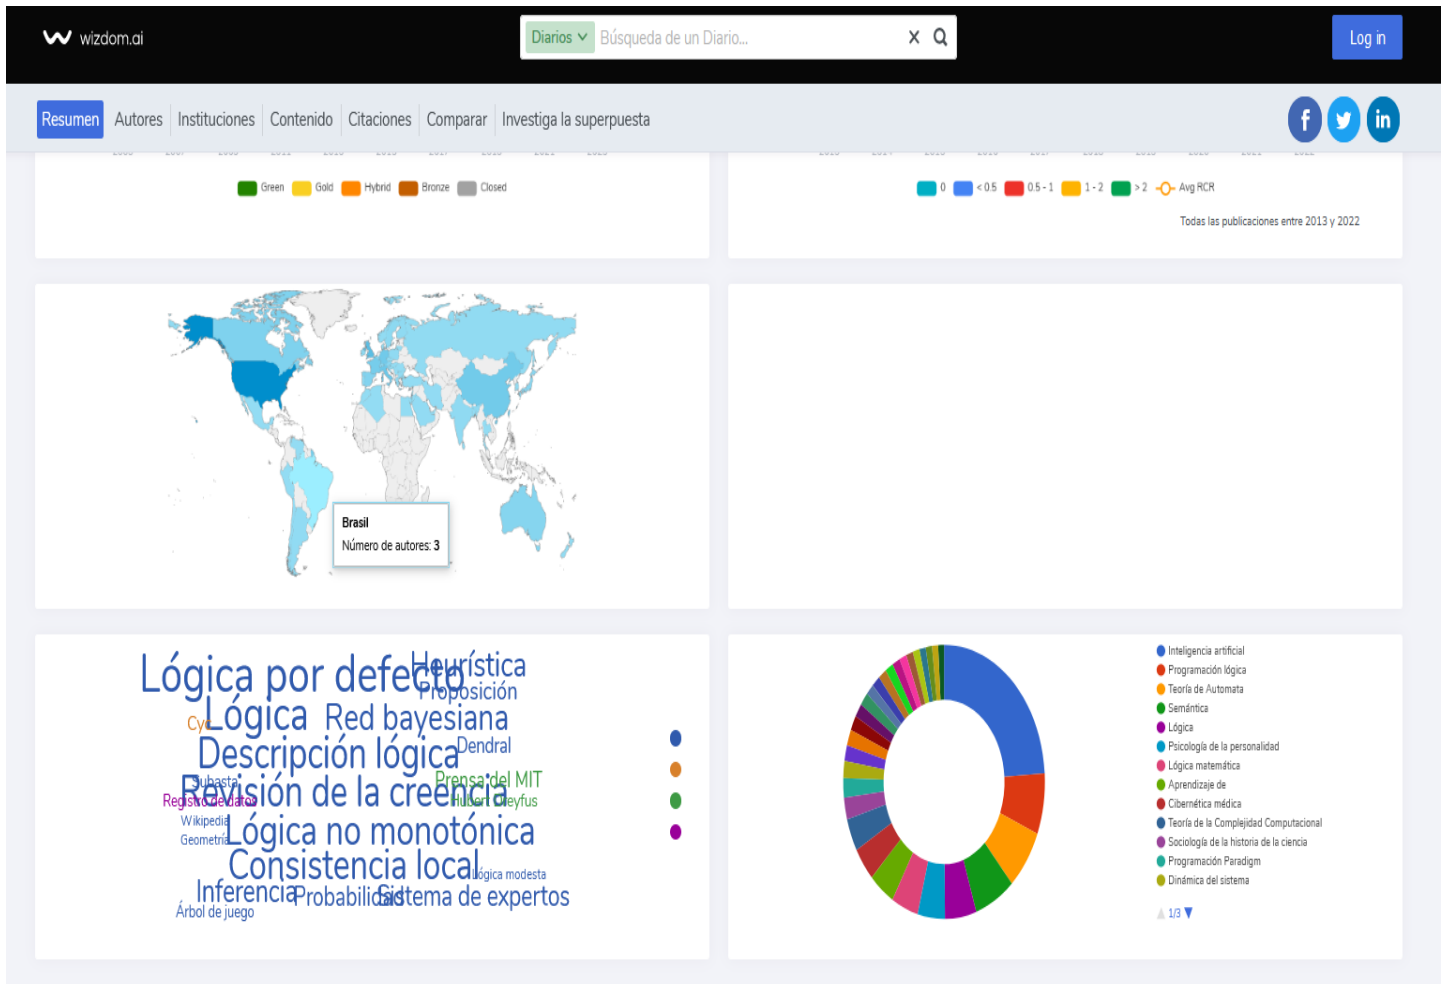 wizdom.ai
Diarios
Búsqueda de un Diario...
X
Log in
Resumen
Autores
Instituciones
Contenido
Citaciones
Comparar
Investiga la superpuesta
Green
Gold
Hybrid
Bronze
Closed
0
< 0.5
0.5 - 1
1 - 2
> 2
Avg RCR
Todas las publicaciones entre 2013 y 2022
Brasil
Número de autores: 3
Lógica por defecto
Heurística
Proposición
Cyc
Lógica
Red bayesiana
Descripción lógica
Dendral
Subasta
Prensa del MIT
Revisión de la creencia
Registro de datos
Hubert Dreyfus
Wikipedia
Geometría
Lógica no monotónica
Consistencia local
Lógica modesta
Inferencia
Probabilidad
Sistema de expertos
Árbol de juego
Inteligencia artificial
Programación lógica
Teoría de Automata
Semántica
Lógica
Psicología de la personalidad
Lógica matemática
Aprendizaje de
Cibernética médica
Teoría de la Complejidad Computacional
Sociología de la historia de la ciencia
Programación Paradigm
Dinámica del sistema
1/3